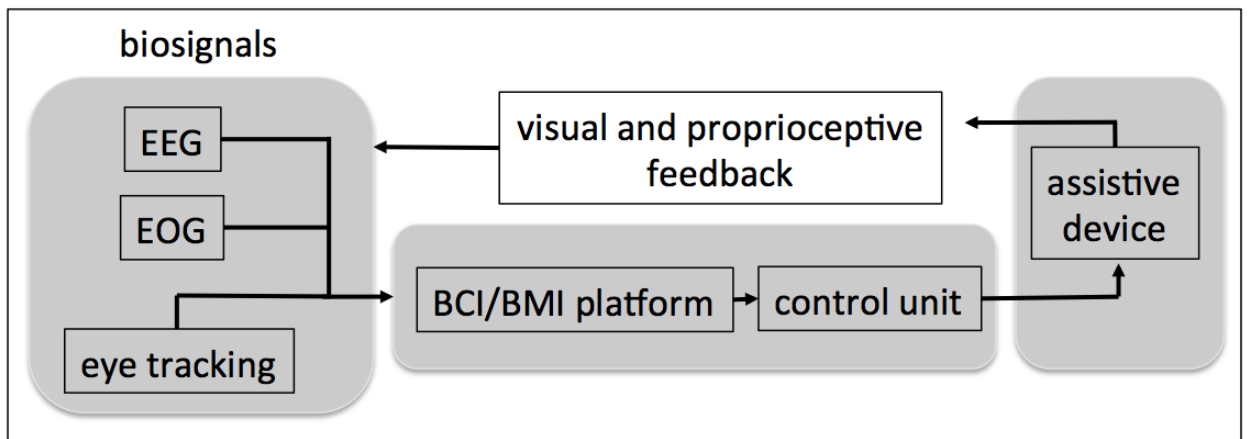 biosignals
EEG
EOG
eye tracking
visual and proprioceptive
feedback
BCI/BMI platform
control unit
assistive
device